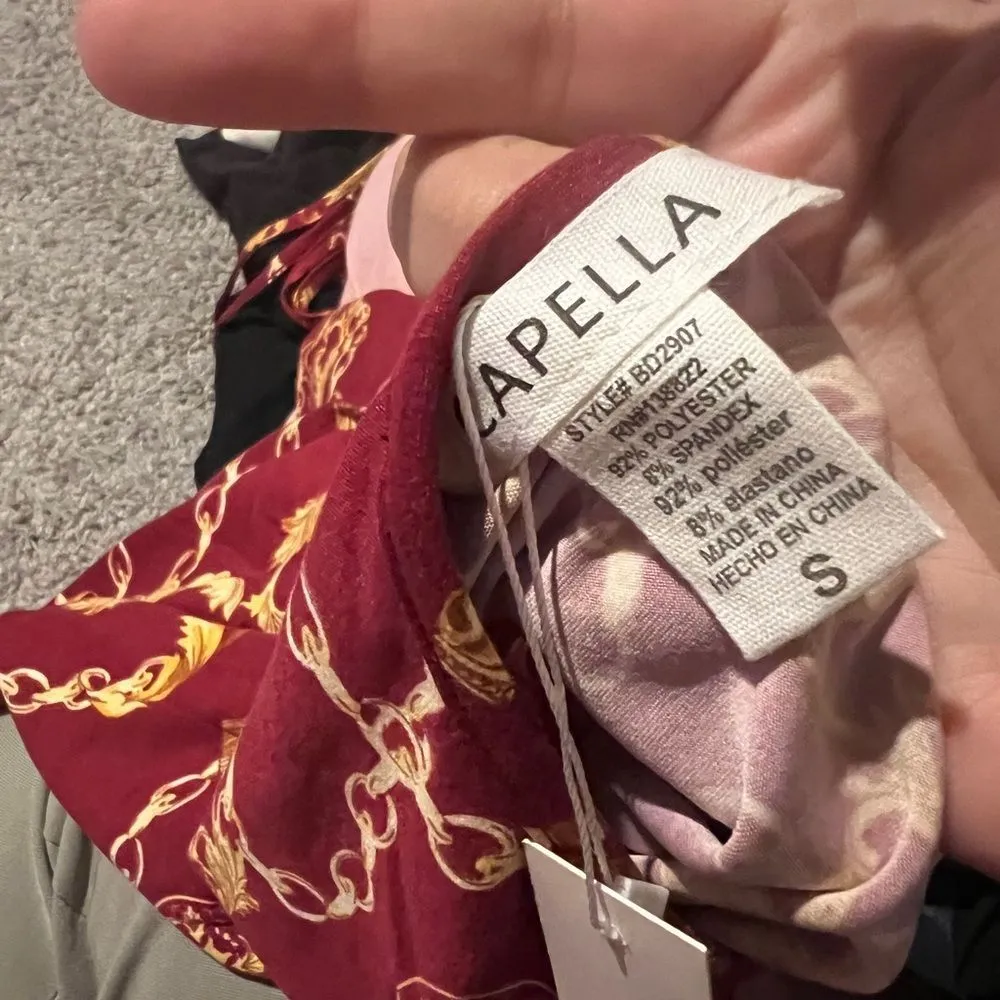 CAPELLA
STYLE# BD2907
RN#138822
92% POLYESTER
8% SPANDEX
92% poliéster
8% elastano
MADE IN CHINA
HECHO EN CHINA
S